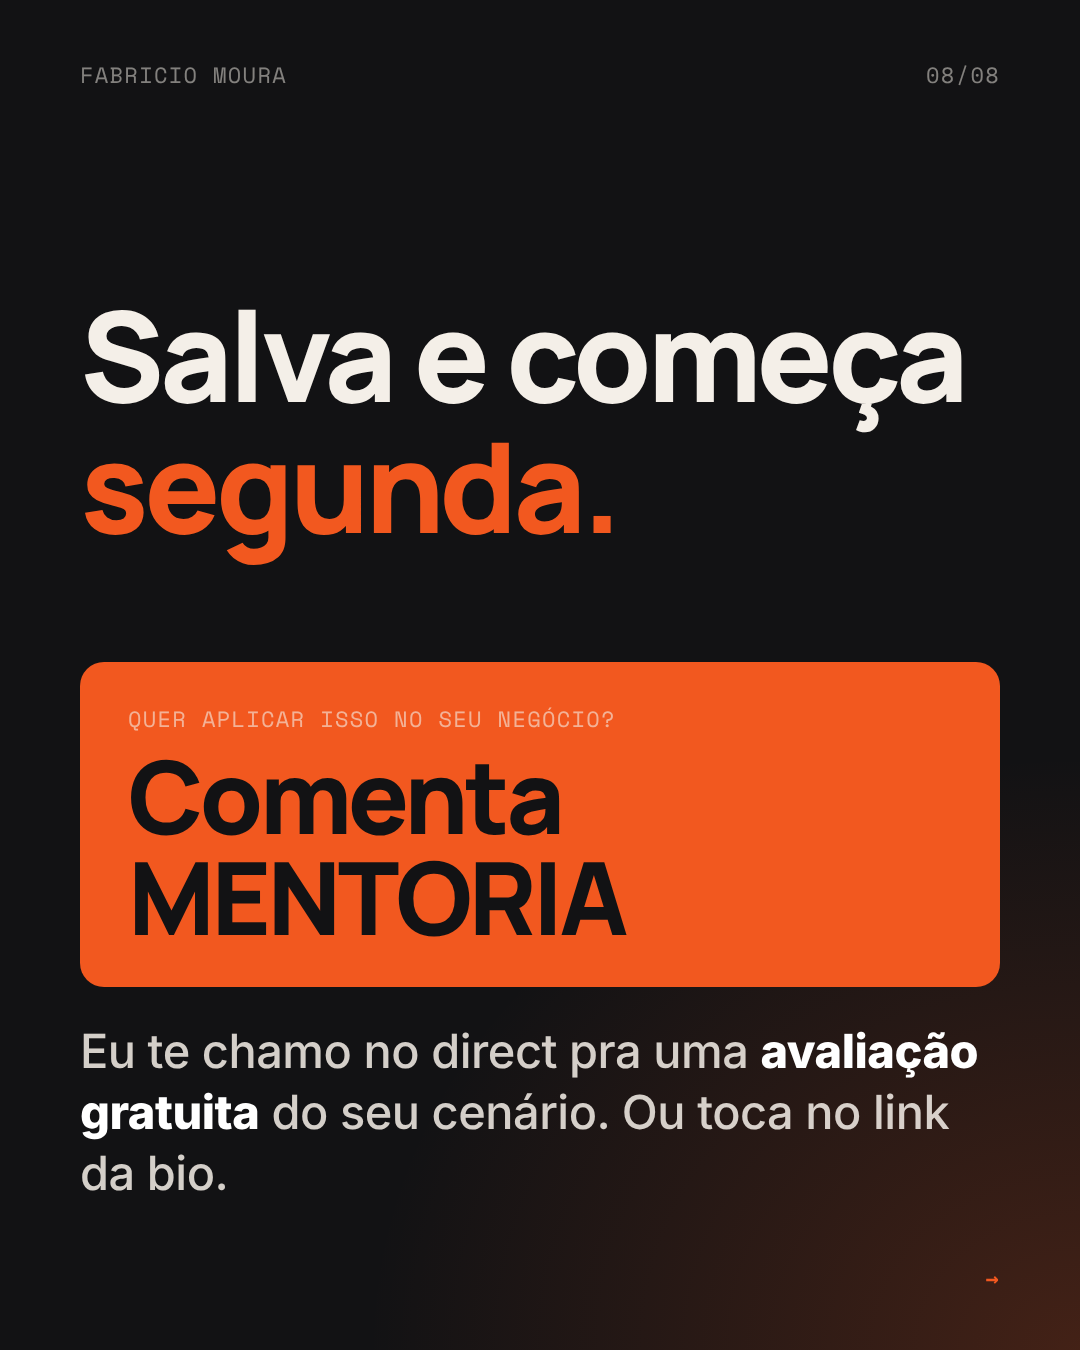 FABRICIO MOURA
08/08
Salva e começa
segunda.
QUER APLICAR ISSO NO SEU NEGÓCIO?
Comenta
MENTORIA
Eu te chamo no direct pra uma avaliação
gratuita do seu cenário. Ou toca no link
da bio.
→